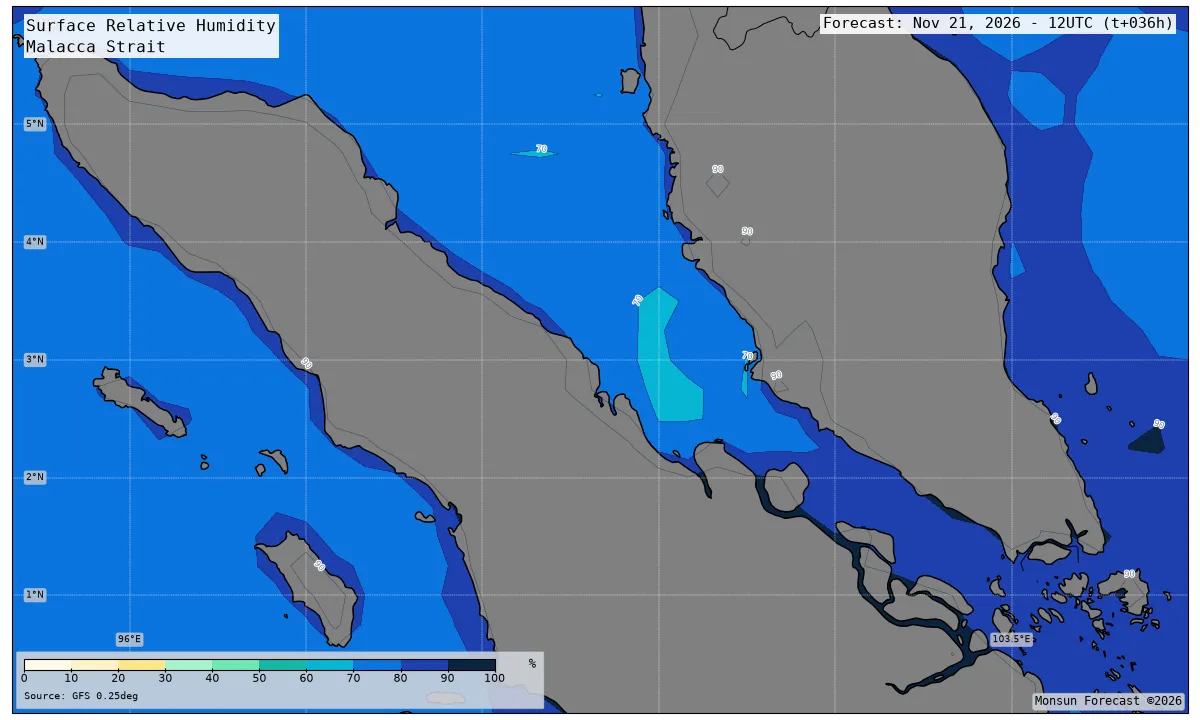 Surface Relative Humidity
Malacca Strait
Forecast: Nov 21, 2026 - 12UTC (t+036h)
5°N
70
90
4°N
90
70
3°N
90
70
90
90
90
2°N
90
90
1°N
96°E
103.5°E
%
0 10 20 30 40 50 60 70 80 90 100
Source: GFS 0.25deg
Monsun Forecast ©2026